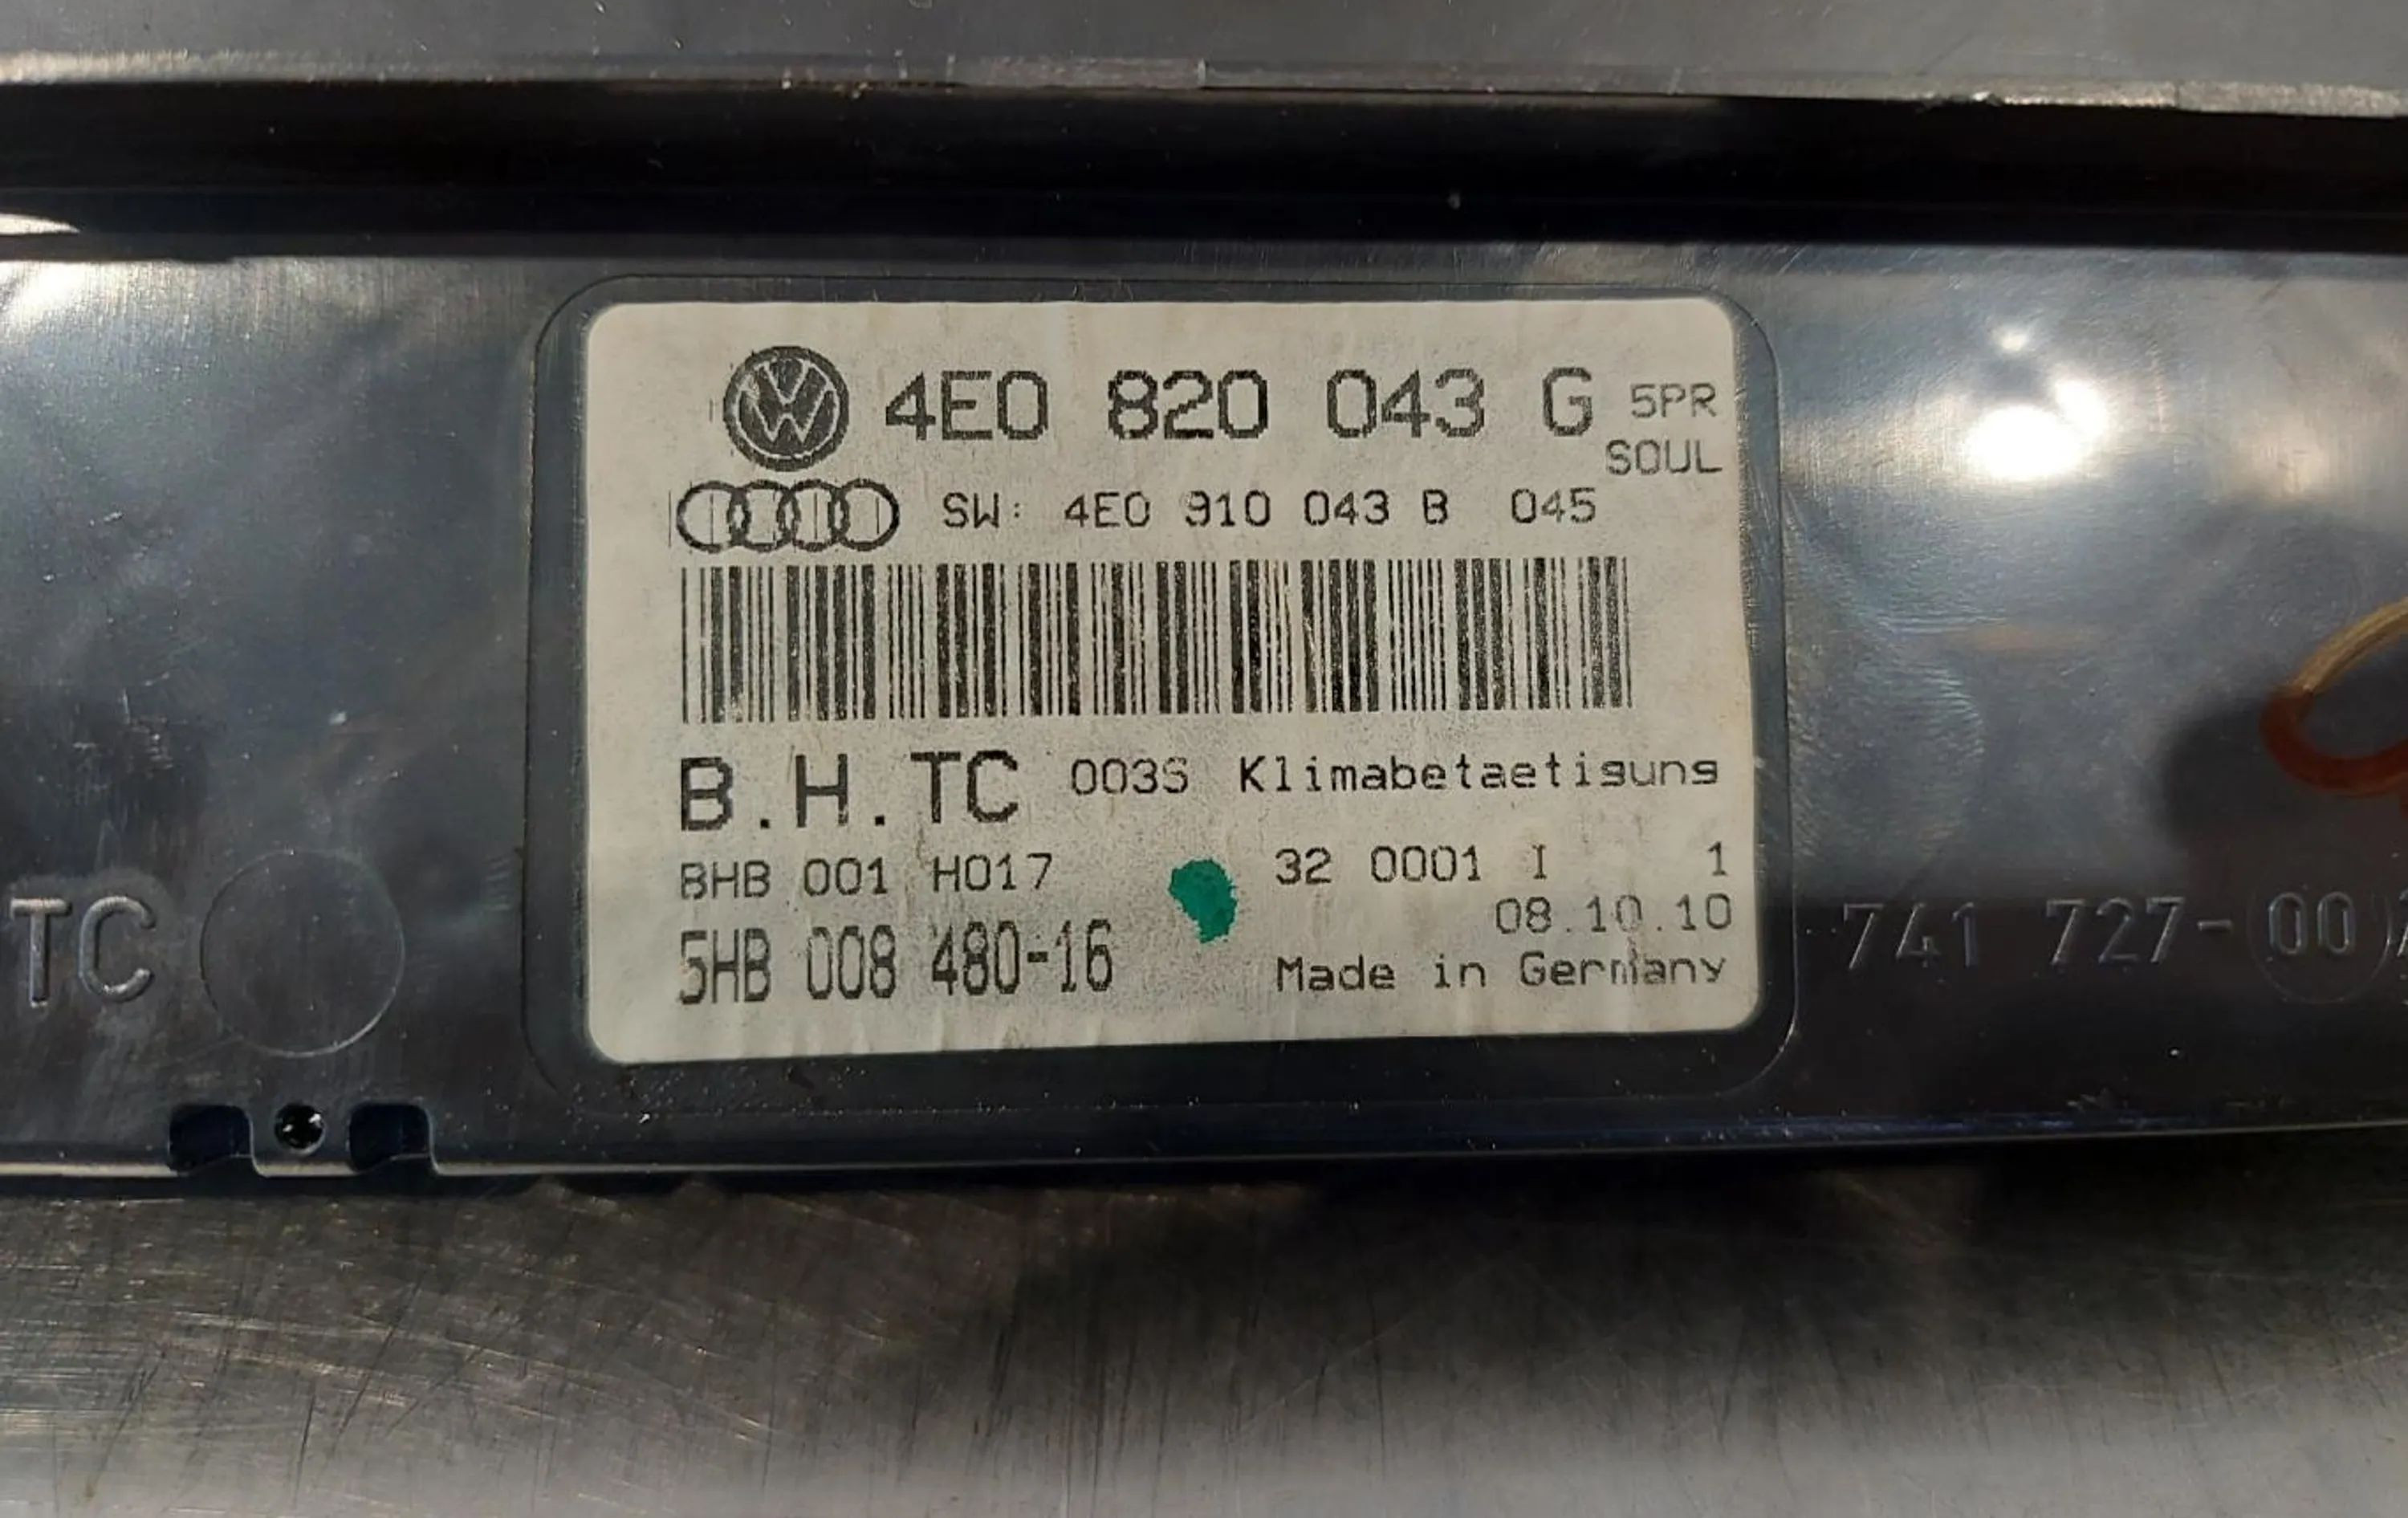 4E0 820 043 G 5PR
SOUL
SW: 4E0 910 043 B 045
B.H.TC 003S Klimabetaetigung
BHB 001 H017 32 0001 I 1
08.10.10
5HB 008 480-16 Made in Germany
TC 741 727-00